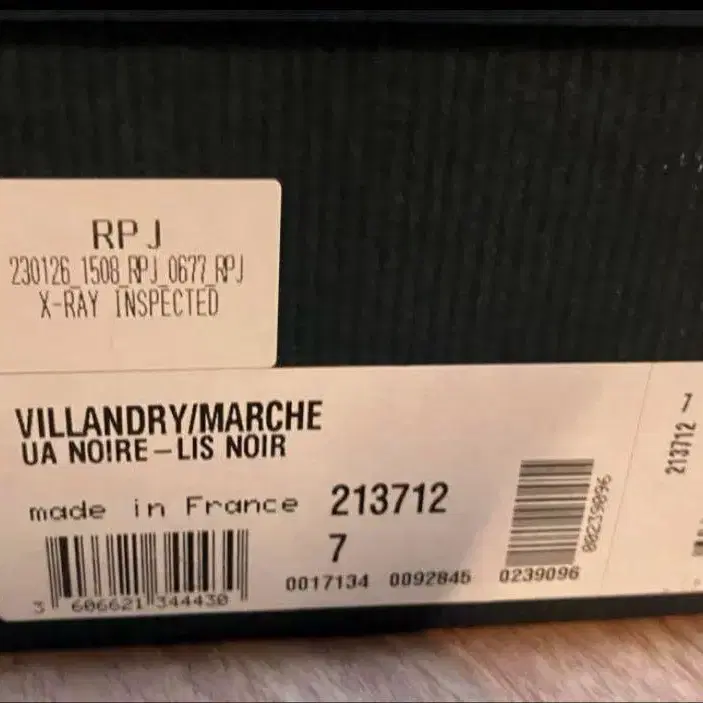 RPJ
230126_1508_RPJ_0677_RPJ
X-RAY INSPECTED
VILLANDRY/MARCHE
UA NOIRE-LIS NOIR
made in France 213712
7
0017134 0092845 0239096
3 606621 344430
00239096
7
213712